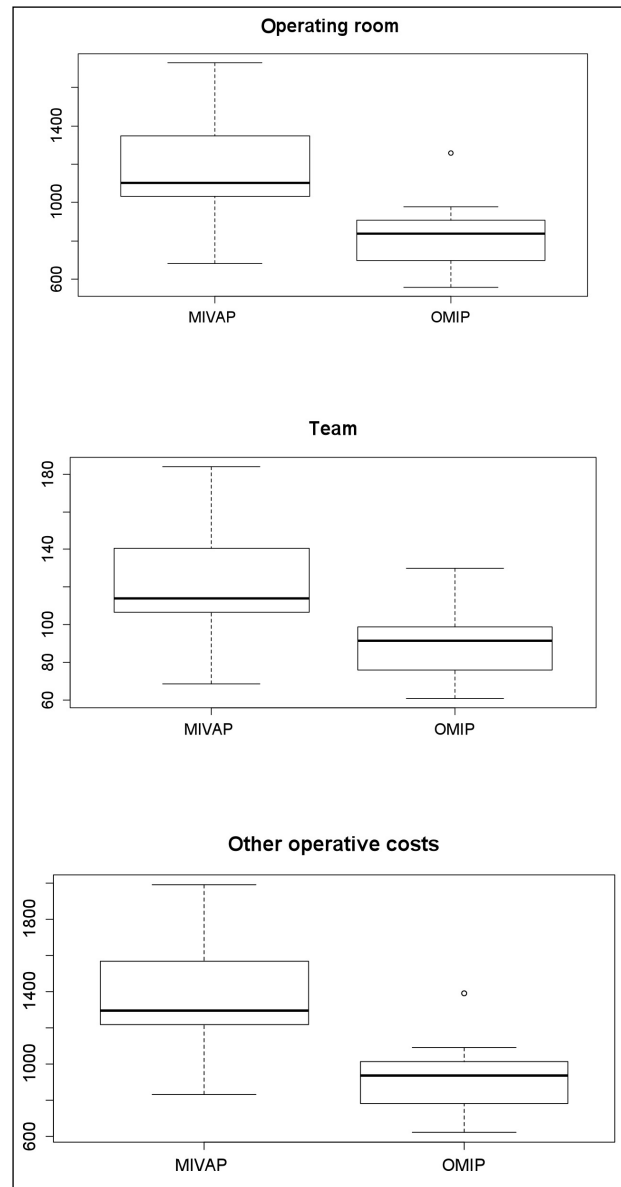 Operating room
1400
1000
600
MIVAP OMIP
Team
180
140
100
80
60
MIVAP OMIP
Other operative costs
1800
1400
1000
600
MIVAP OMIP